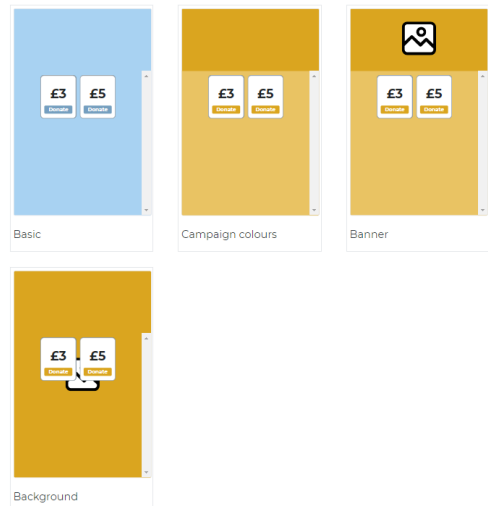 £3 £5
Donate Donate
Basic
£3 £5
Donate Donate
Campaign colours
£3 £5
Donate Donate
Banner
£3 £5
Donate Donate
Background